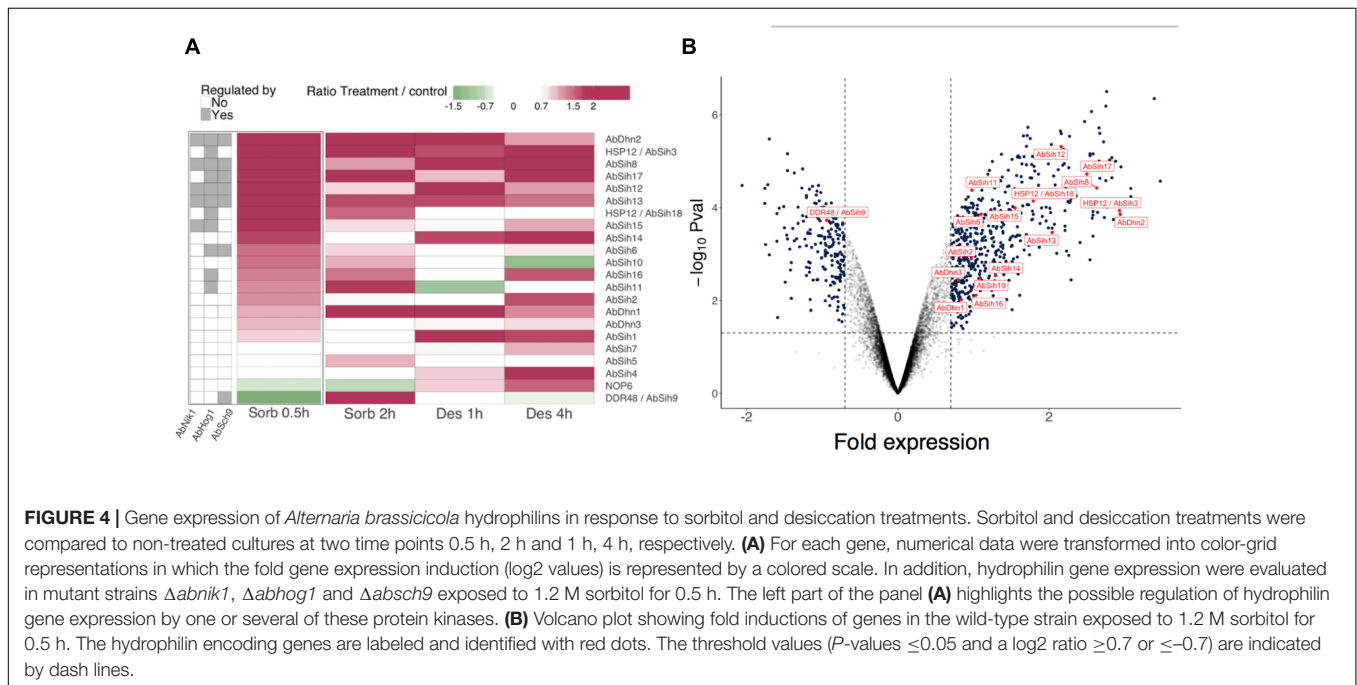 A
Regulated by
No
Yes
Ratio Treatment / control
-1.5 -0.7 0 0.7 1.5 2
AbDhn2
HSP12 / AbSih3
AbSih8
AbSih17
AbSih12
AbSih13
HSP12 / AbSih18
AbSih15
AbSih14
AbSih6
AbSih10
AbSih16
AbSih11
AbSih2
AbDhn1
AbDhn3
AbSih1
AbSih7
AbSih5
AbSih4
NOP6
DDR48 / AbSih9
AbNik1
AbHog1
AbSch9
Sorb 0.5h Sorb 2h Des 1h Des 4h
B
−log10 Pval
6
4
2
0
AbSih12
AbSih17
AbSih11
AbSih8
HSP12 / AbSih18
HSP12 / AbSih3
DDR48 / AbSih9
AbSih6
AbSih15
AbDhn2
AbSih13
AbSih2
AbDhn3
AbSih14
AbSih10
AbDhn1
AbSih16
-2 0 2
Fold expression
FIGURE 4 | Gene expression of Alternaria brassicicola hydrophilins in response to sorbitol and desiccation treatments. Sorbitol and desiccation treatments were
compared to non-treated cultures at two time points 0.5 h, 2 h and 1 h, 4 h, respectively. (A) For each gene, numerical data were transformed into color-grid
representations in which the fold gene expression induction (log2 values) is represented by a colored scale. In addition, hydrophilin gene expression were evaluated
in mutant strains Δabnik1, Δabhog1 and Δabsch9 exposed to 1.2 M sorbitol for 0.5 h. The left part of the panel (A) highlights the possible regulation of hydrophilin
gene expression by one or several of these protein kinases. (B) Volcano plot showing fold inductions of genes in the wild-type strain exposed to 1.2 M sorbitol for
0.5 h. The hydrophilin encoding genes are labeled and identified with red dots. The threshold values (P-values ≤0.05 and a log2 ratio ≥0.7 or ≤–0.7) are indicated
by dash lines.